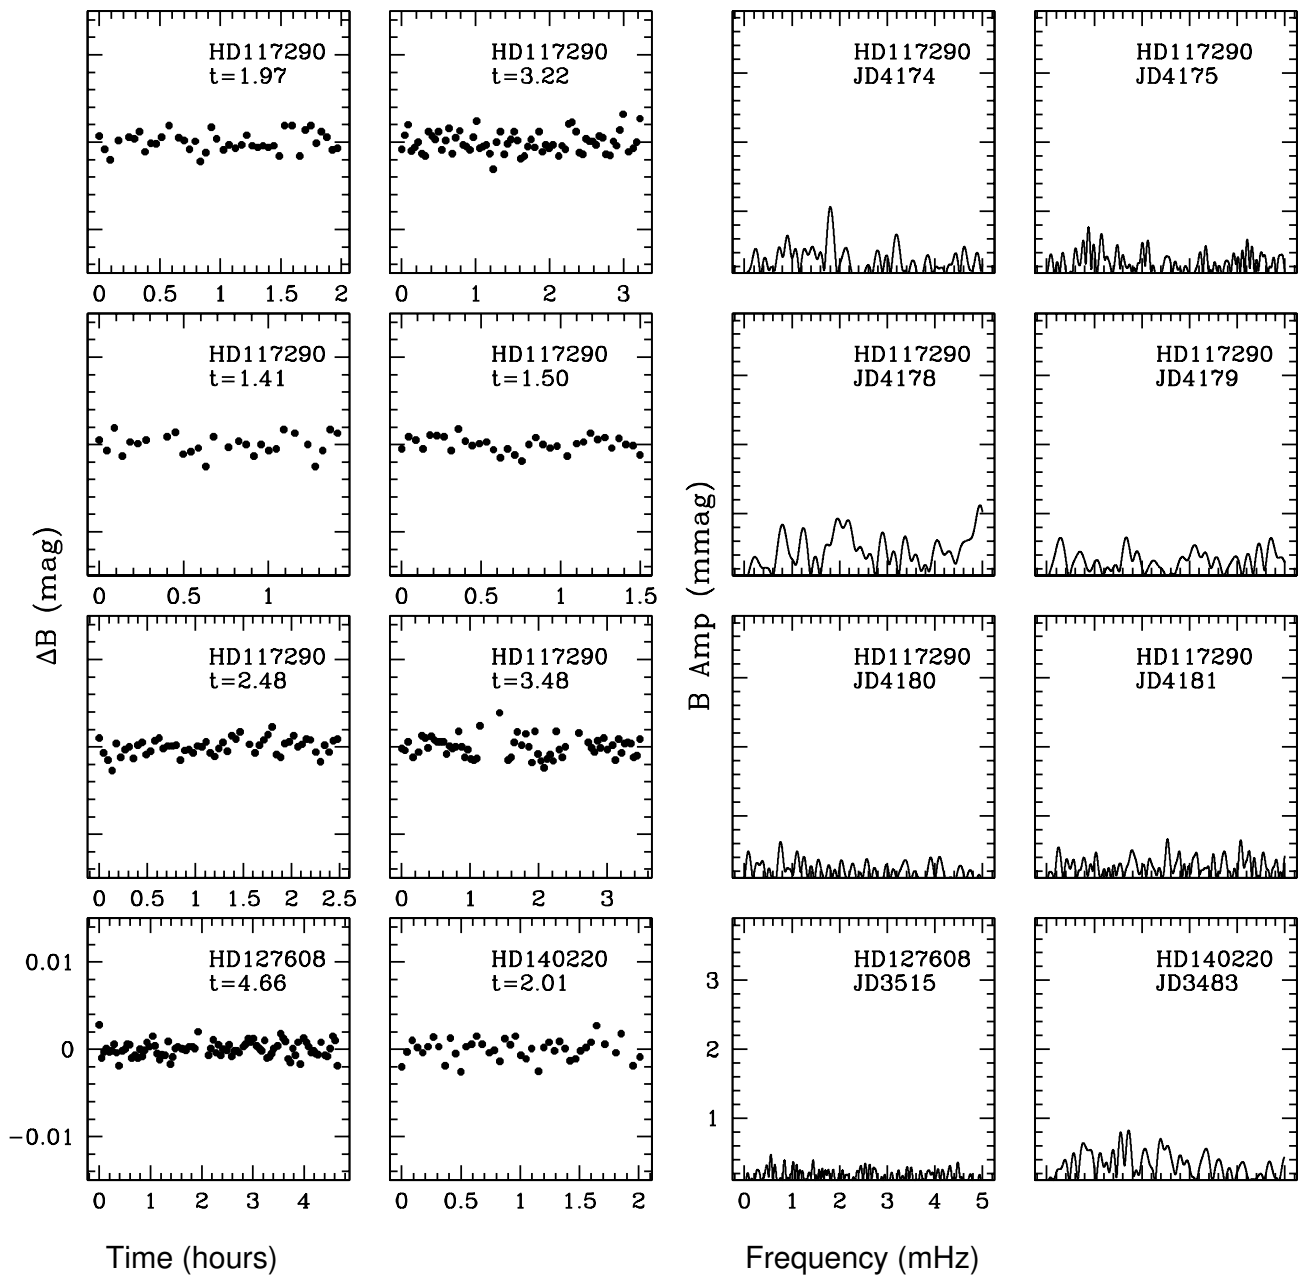 HD117290
t=1.97
HD117290
t=3.22
HD117290
JD4174
HD117290
JD4175
0 0.5 1 1.5 2
0 1 2 3
HD117290
t=1.41
HD117290
t=1.50
HD117290
JD4178
HD117290
JD4179
0 0.5 1
0 0.5 1 1.5
ΔB (mag)
B Amp (mmag)
HD117290
t=2.48
HD117290
t=3.48
HD117290
JD4180
HD117290
JD4181
0 0.5 1 1.5 2 2.5
0 1 2 3
HD127608
t=4.66
HD140220
t=2.01
HD127608
JD3515
HD140220
JD3483
0.01
0
−0.01
3
2
1
0 1 2 3 4
0 0.5 1 1.5 2
0 1 2 3 4 5
Time (hours)
Frequency (mHz)